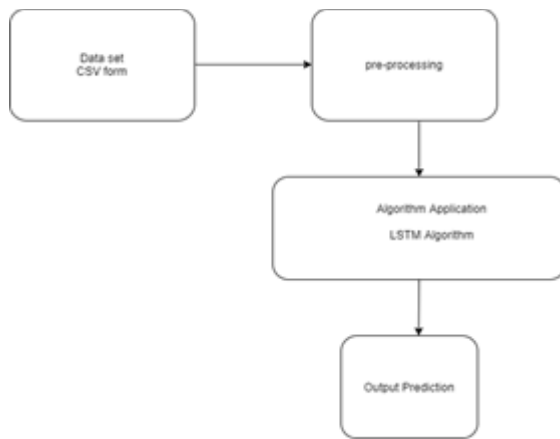 Data set
CSV form
pre-processing
Algorithm Application
LSTM Algorithm
Output Prediction